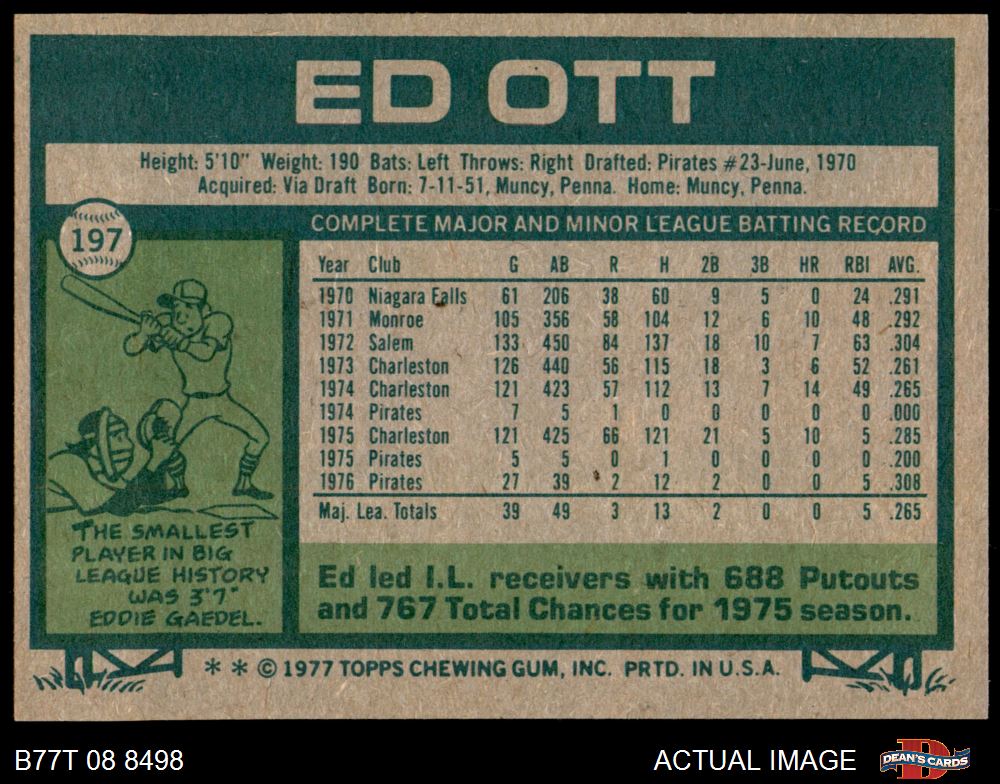 ED OTT
Height: 5'10" Weight: 190 Bats: Left Throws: Right Drafted: Pirates #23-June, 1970
Acquired: Via Draft Born: 7-11-51, Muncy, Penna. Home: Muncy, Penna.
197
COMPLETE MAJOR AND MINOR LEAGUE BATTING RECORD
Year Club G AB R H 2B 3B HR RBI AVG.
1970 Niagara Falls 61 206 38 60 9 5 0 24 .291
1971 Monroe 105 356 58 104 12 6 10 48 .292
1972 Salem 133 450 84 137 18 10 7 63 .304
1973 Charleston 126 440 56 115 18 3 6 52 .261
1974 Charleston 121 423 57 112 13 7 14 49 .265
1974 Pirates 7 5 1 0 0 0 0 0 .000
1975 Charleston 121 425 66 121 21 5 10 5 .285
1975 Pirates 5 5 0 1 0 0 0 0 .200
1976 Pirates 27 39 2 12 2 0 0 5 .308
Maj. Lea. Totals 39 49 3 13 2 0 0 5 .265
THE SMALLEST
PLAYER IN BIG
LEAGUE HISTORY
WAS 3'7"
EDDIE GAEDEL.
Ed led I.L. receivers with 688 Putouts
and 767 Total Chances for 1975 season.
* * © 1977 TOPPS CHEWING GUM, INC. PRTD. IN U.S.A.
B77T 08 8498
ACTUAL IMAGE
D
DEAN'S CARDS